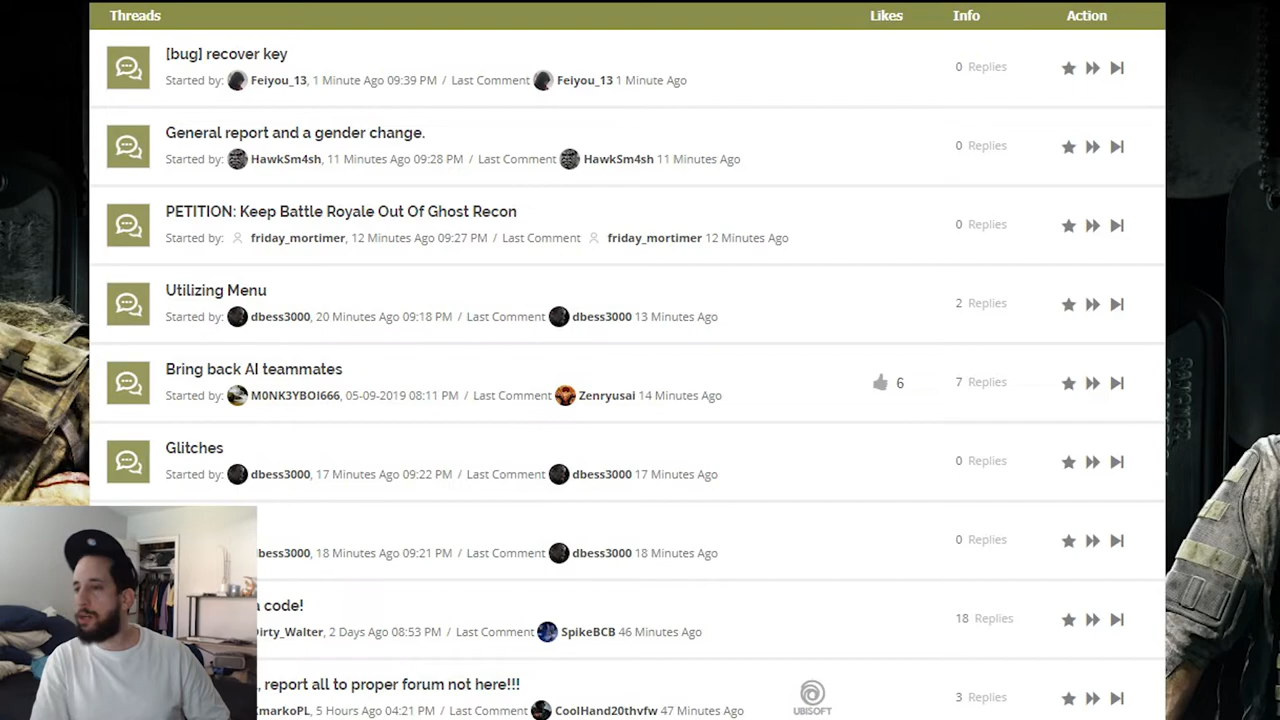 Threads Likes Info Action
[bug] recover key
Started by: Feiyou_13, 1 Minute Ago 09:39 PM / Last Comment Feiyou_13 1 Minute Ago
0 Replies
General report and a gender change.
Started by: HawkSm4sh, 11 Minutes Ago 09:28 PM / Last Comment HawkSm4sh 11 Minutes Ago
0 Replies
PETITION: Keep Battle Royale Out Of Ghost Recon
Started by: friday_mortimer, 12 Minutes Ago 09:27 PM / Last Comment friday_mortimer 12 Minutes Ago
0 Replies
Utilizing Menu
Started by: dbess3000, 20 Minutes Ago 09:18 PM / Last Comment dbess3000 13 Minutes Ago
2 Replies
Bring back AI teammates
Started by: M0NK3YBOI666, 05-09-2019 08:11 PM / Last Comment Zenryusai 14 Minutes Ago
6
7 Replies
Glitches
Started by: dbess3000, 17 Minutes Ago 09:22 PM / Last Comment dbess3000 17 Minutes Ago
0 Replies
bess3000, 18 Minutes Ago 09:21 PM / Last Comment dbess3000 18 Minutes Ago
0 Replies
code!
Dirty_Walter, 2 Days Ago 08:53 PM / Last Comment SpikeBCB 46 Minutes Ago
18 Replies
, report all to proper forum not here!!!
markoPL, 5 Hours Ago 04:21 PM / Last Comment CoolHand20thvfw 47 Minutes Ago
3 Replies
UBISOFT